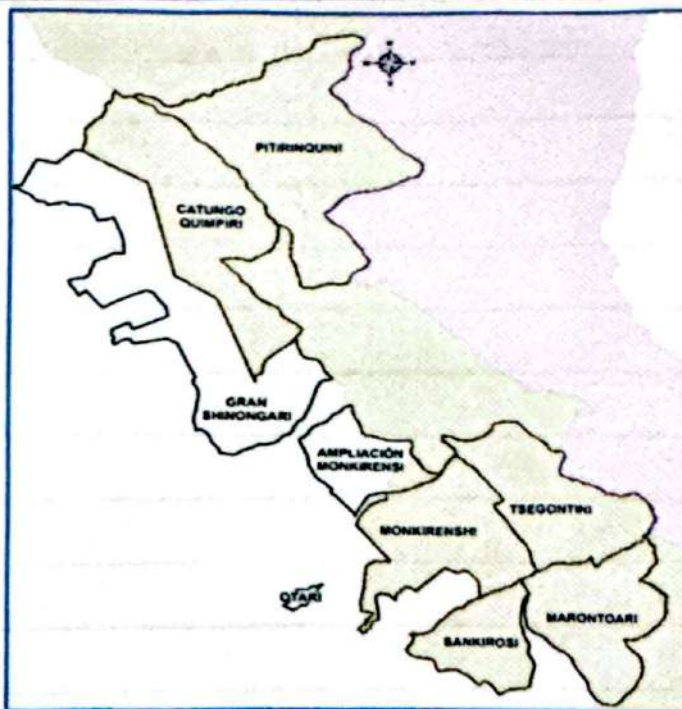 PITIRINQUINI
CATUNGO
QUIMPIRI
GRAN
SHINONGARI
AMPLIACIÓN
MONKIRENSI
TSEGONTINI
MONKIRENSHI
OTARI
MARONTOARI
SANKIROSI